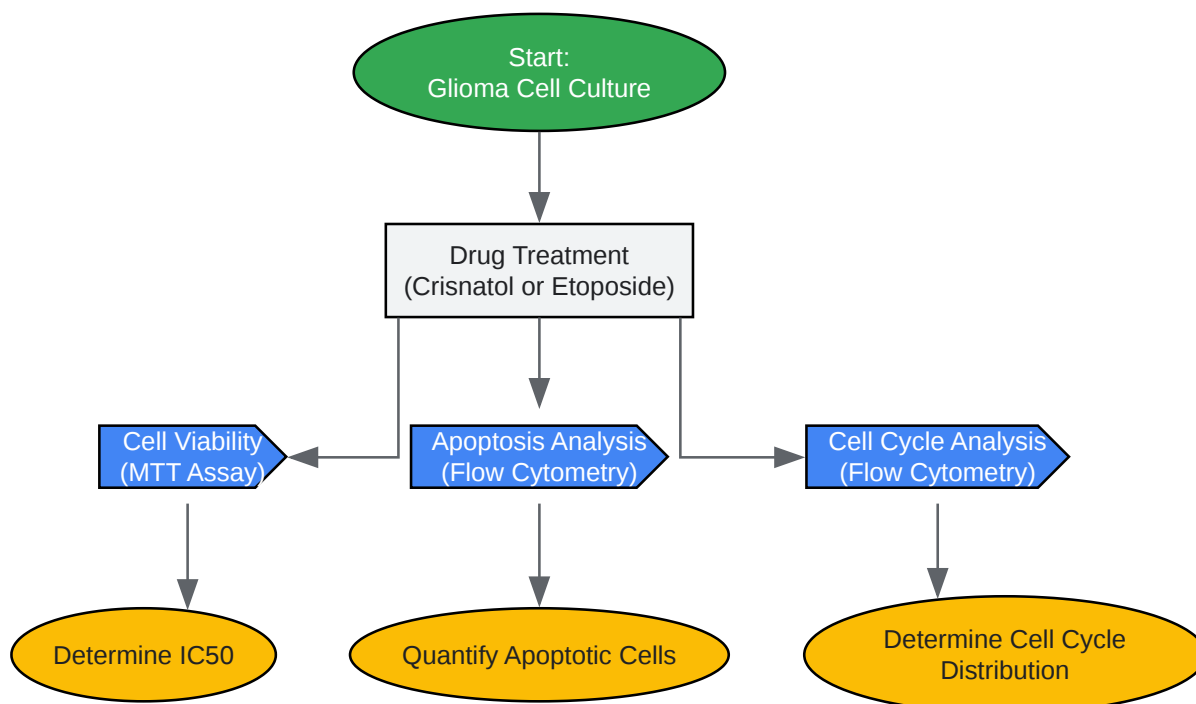 Start:
Glioma Cell Culture
Drug Treatment
(Crisnatol or Etoposide)
Cell Viability
(MTT Assay)
Apoptosis Analysis
(Flow Cytometry)
Cell Cycle Analysis
(Flow Cytometry)
Determine IC50
Quantify Apoptotic Cells
Determine Cell Cycle
Distribution